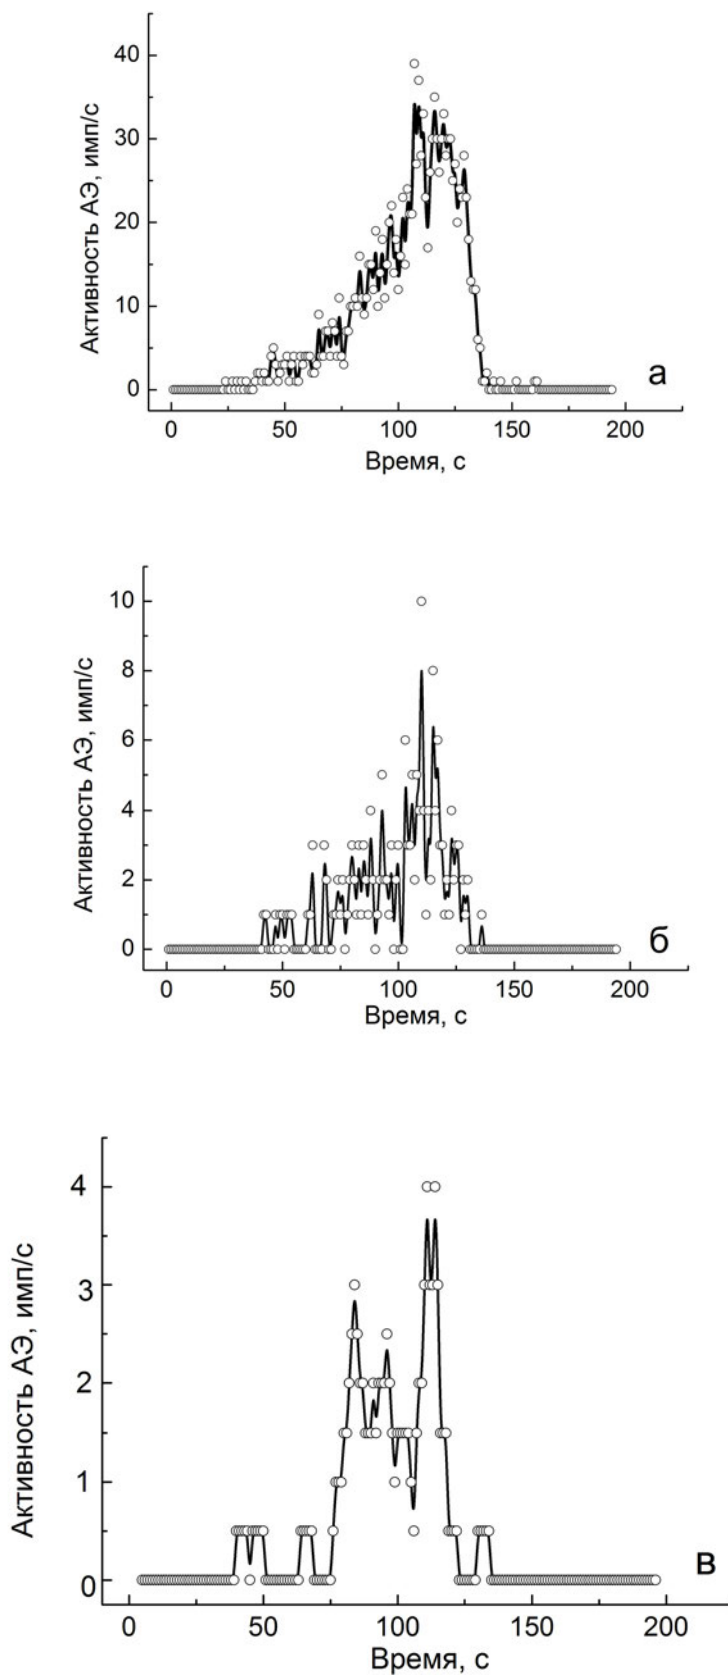 Активность АЭ, имп/с
40
30
20
10
0
0 50 100 150 200
Время, с
а
Активность АЭ, имп/с
10
8
6
4
2
0
0 50 100 150 200
Время, с
б
Активность АЭ, имп/с
4
3
2
1
0
0 50 100 150 200
Время, с
в